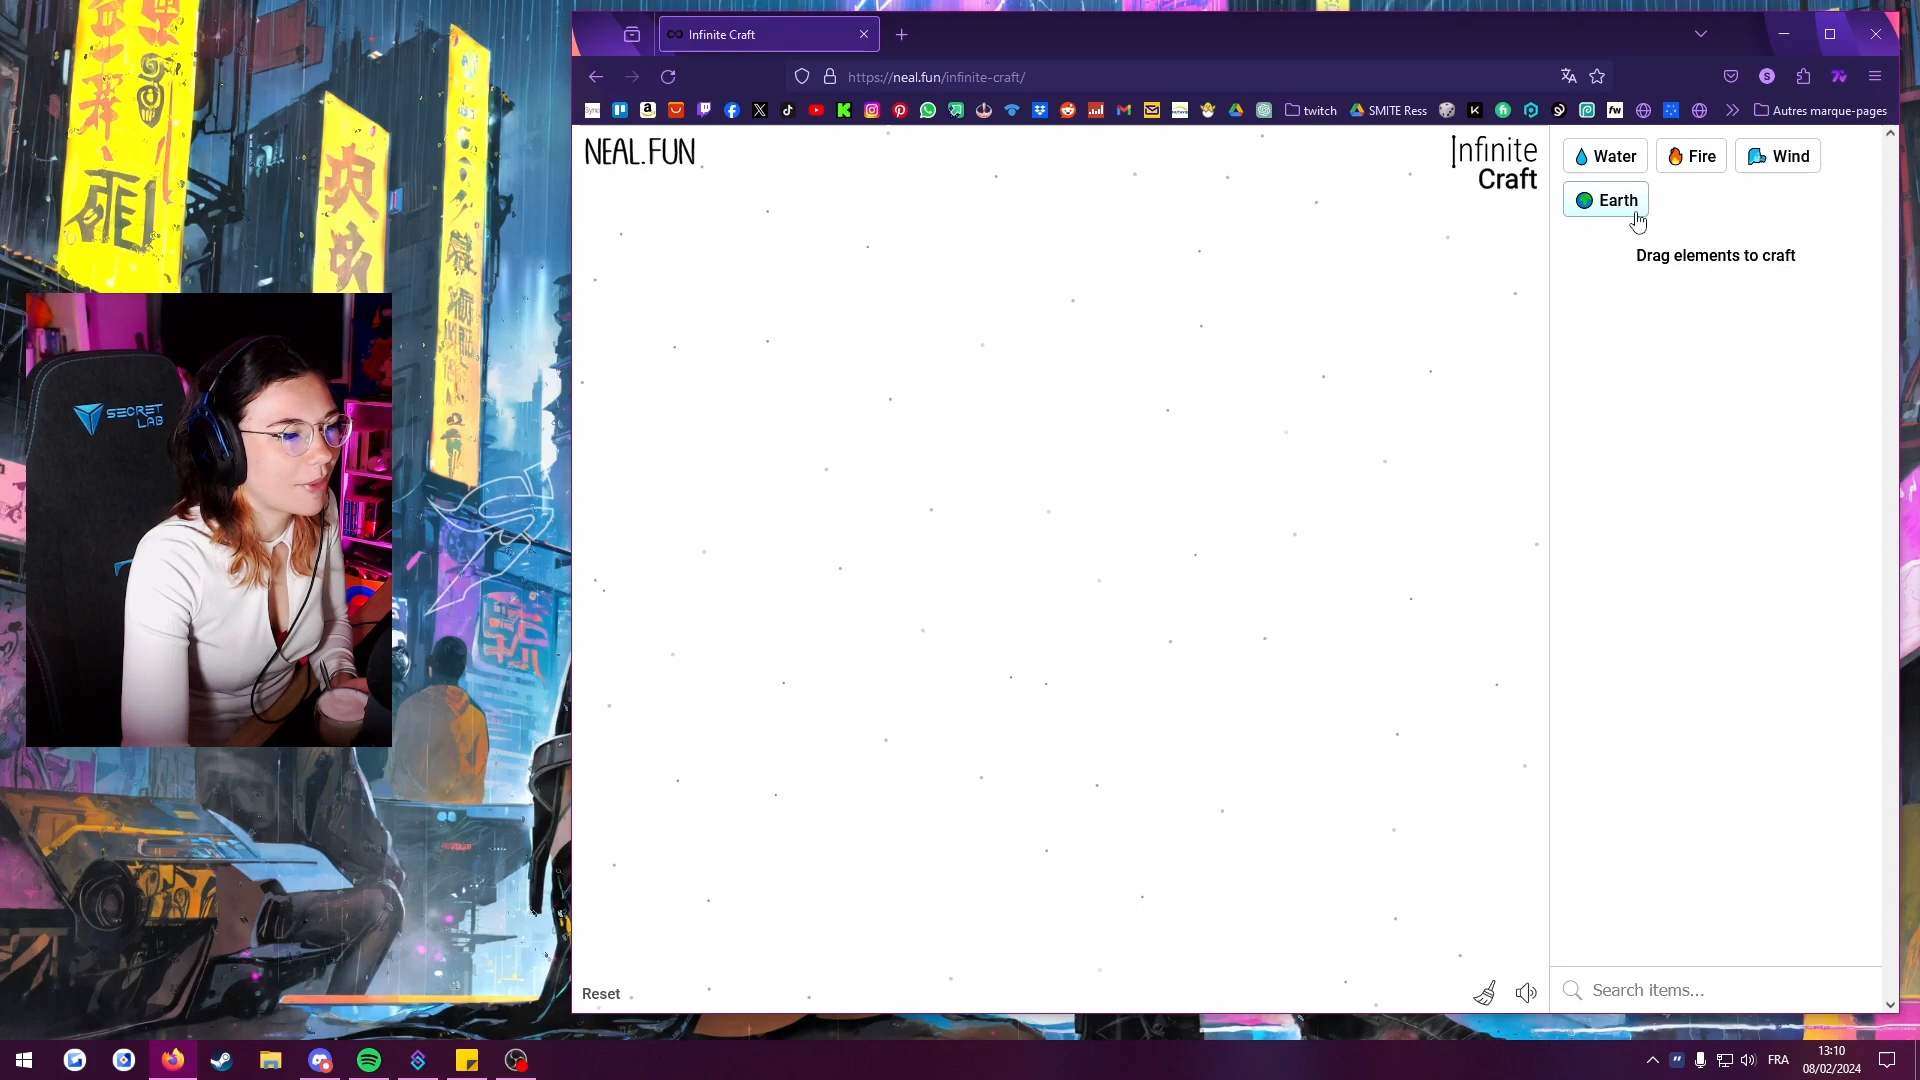 Infinite Craft
https://neal.fun/infinite-craft/
twitch
SMITE Ress
Autres marque-pages
NEAL.FUN
Infinite
Craft
Water
Fire
Wind
Earth
Drag elements to craft
SECRET
LAB
Reset
Search items...
FRA
13:10
08/02/2024